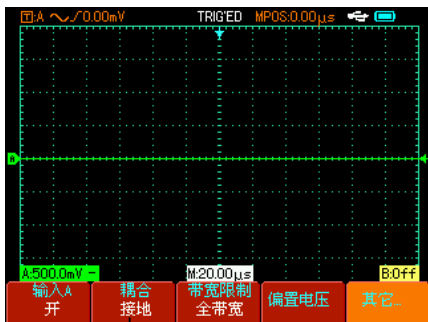 T:A 0.00mV TRIG'ED MPOS:0.00μs
A
A:500.0mV M:20.00μs B:Off
输入A 耦合 带宽限制 偏置电压 其它...
开 接地 全带宽